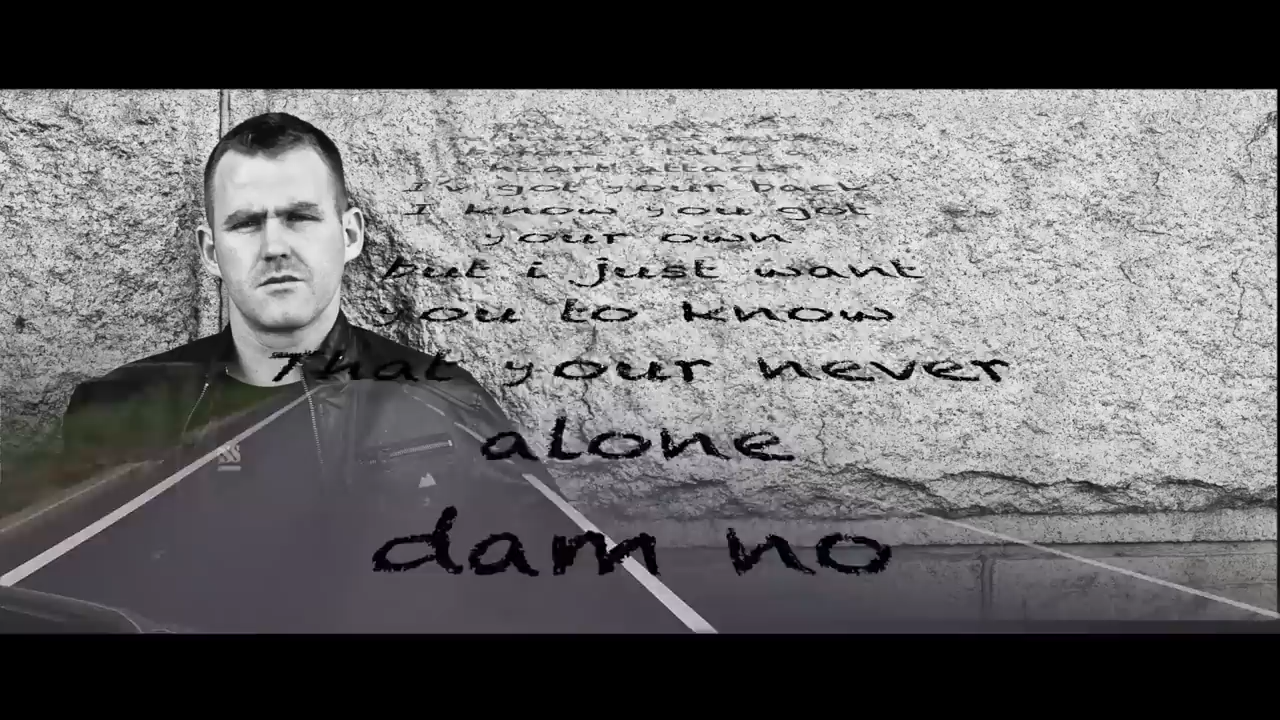 heart attack
I'v got your back
I know you got
your own
but i just want
you to know
That your never
alone
dam no